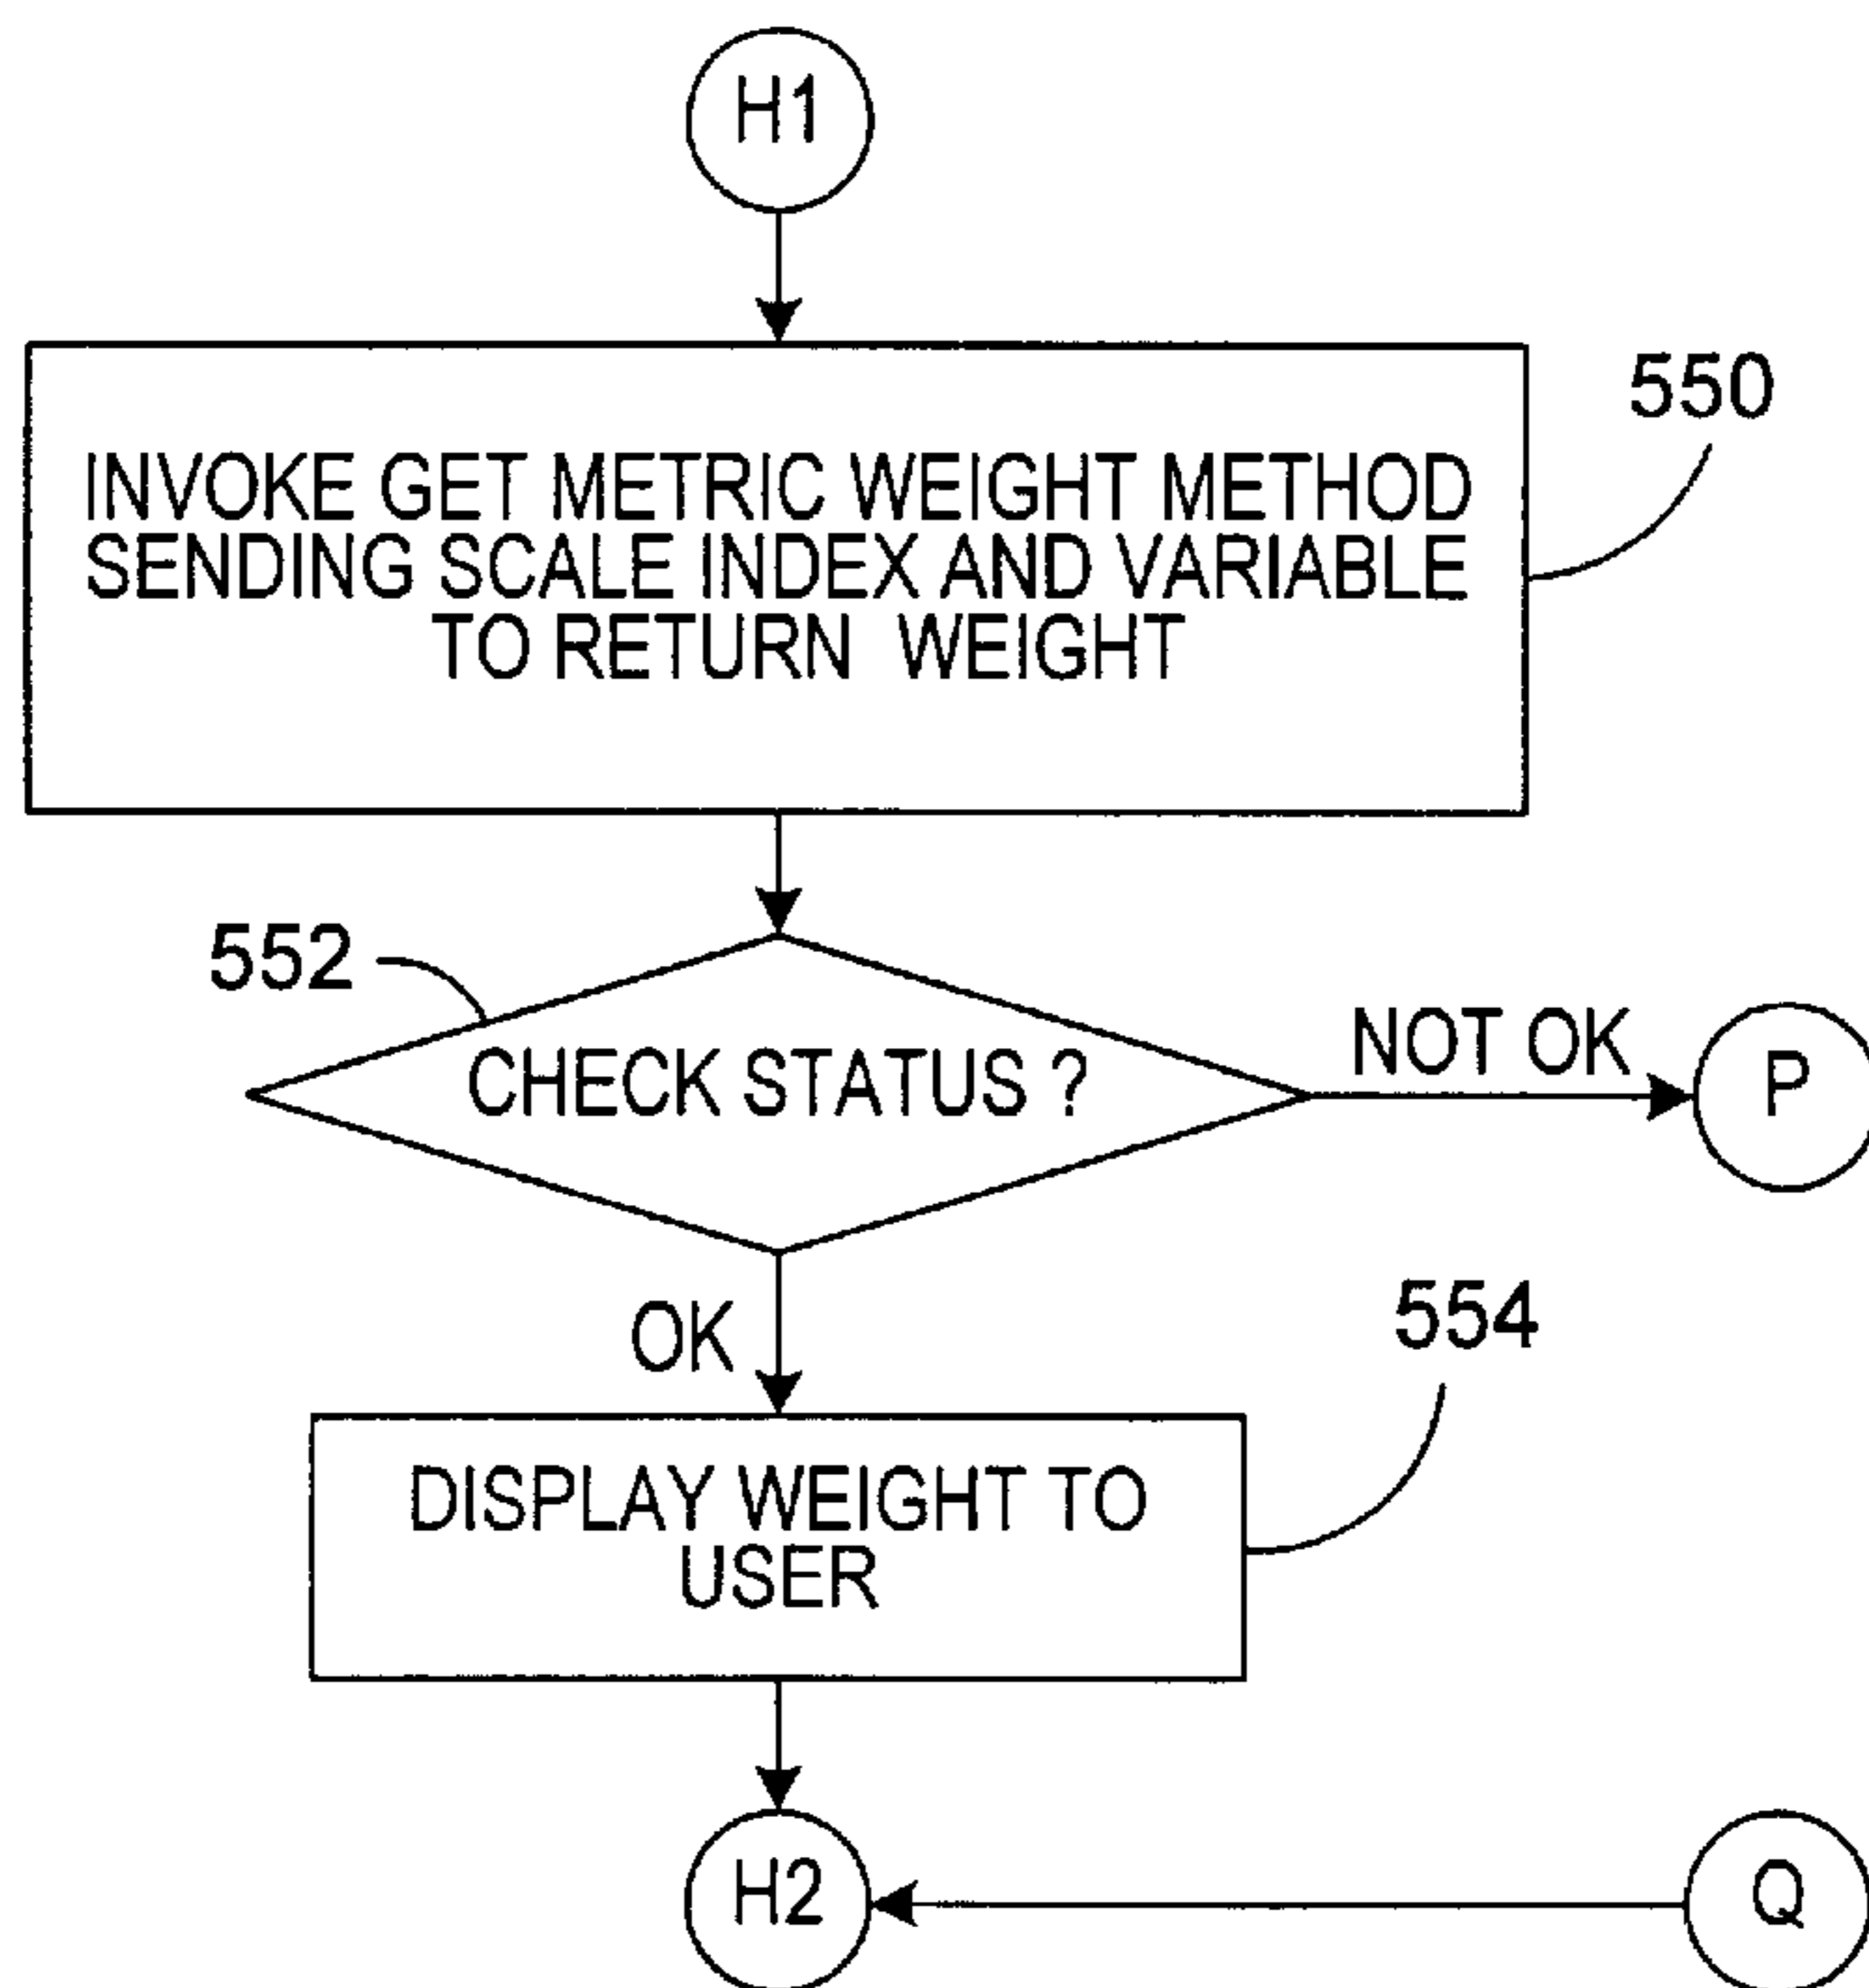 H1
550
INVOKE GET METRIC WEIGHT METHOD
SENDING SCALE INDEX AND VARIABLE
TO RETURN WEIGHT
552
CHECK STATUS ?
NOT OK
P
OK
554
DISPLAY WEIGHT TO
USER
H2
Q